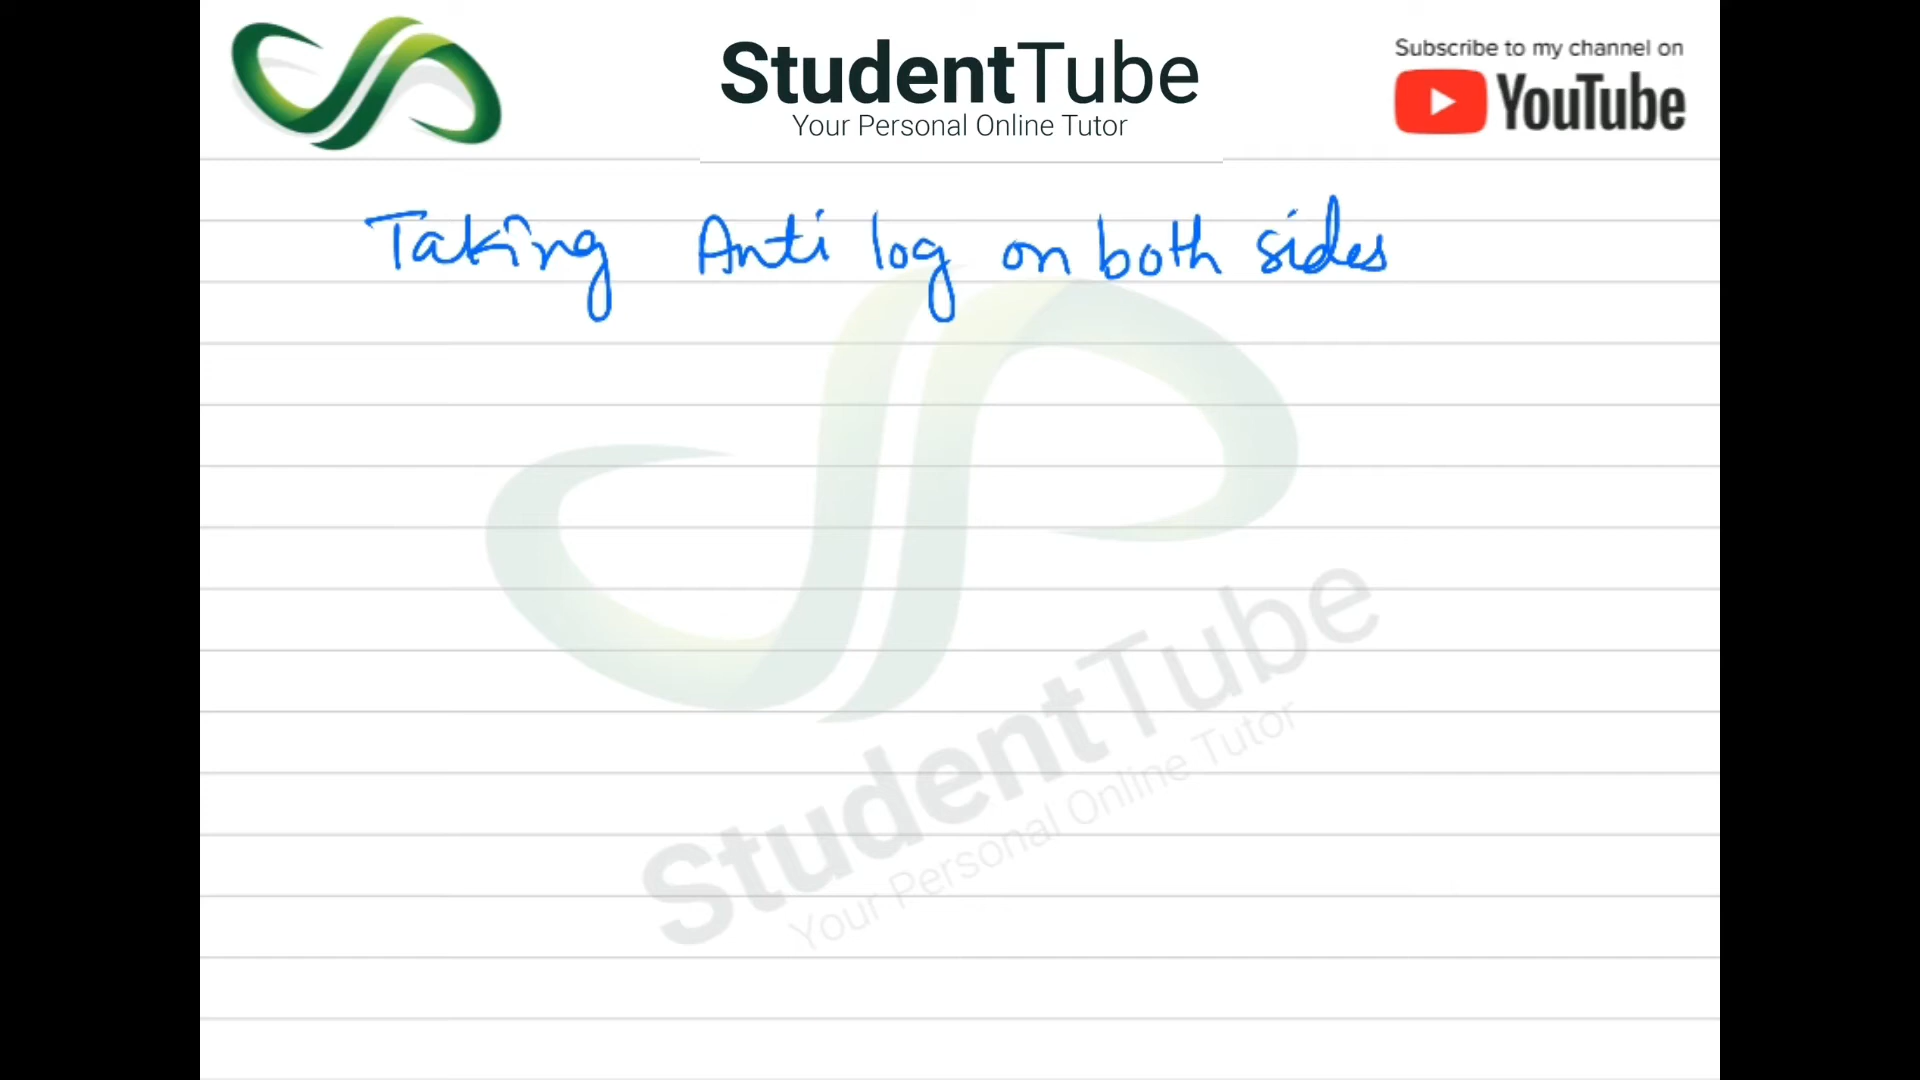 StudentTube
Your Personal Online Tutor
Subscribe to my channel on
YouTube
Taking Anti log on both sides
StudentTube
Your Personal Online Tutor